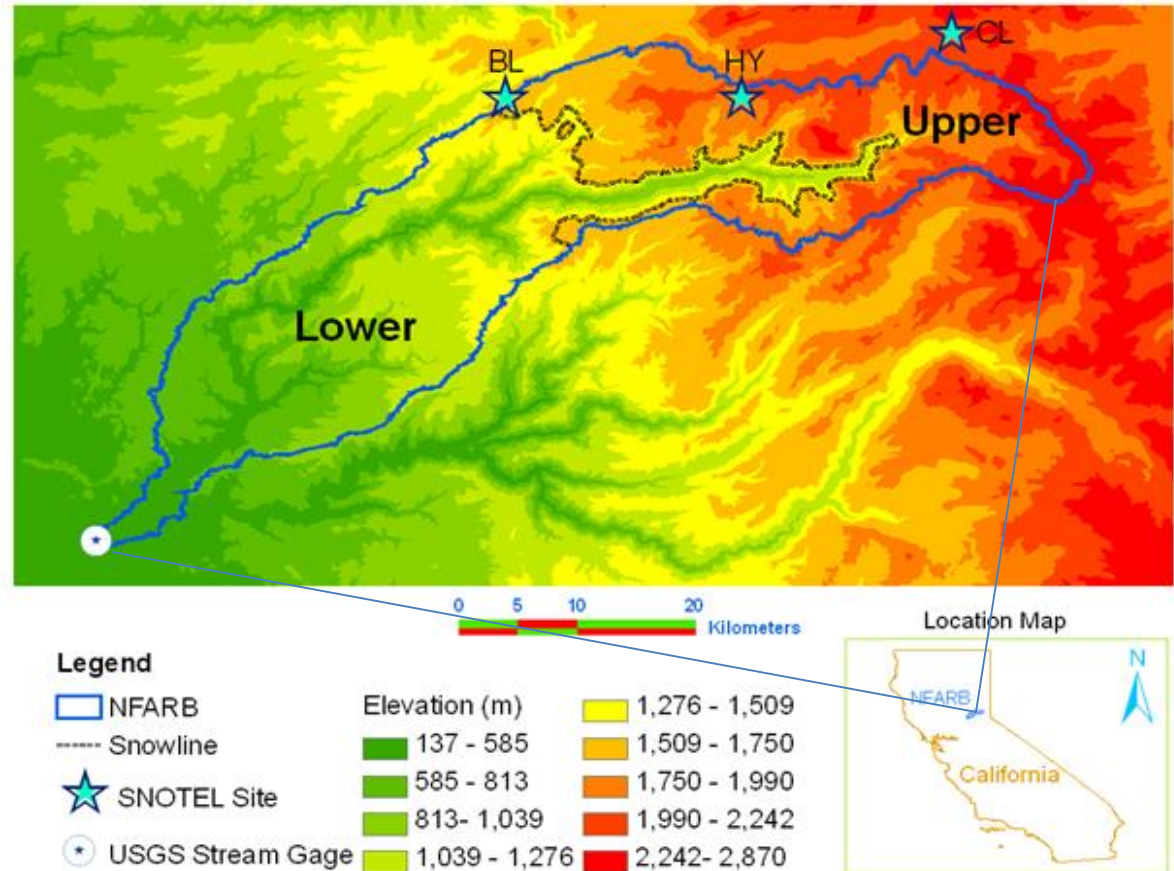 CL
BL
HY
Upper
Lower
0 5 10 20
Kilometers
Location Map
N
NFARB
California
Legend
NFARB
Snowline
SNOTEL Site
USGS Stream Gage
Elevation (m)
137 - 585
585 - 813
813- 1,039
1,039 - 1,276
1,276 - 1,509
1,509 - 1,750
1,750 - 1,990
1,990 - 2,242
2,242- 2,870